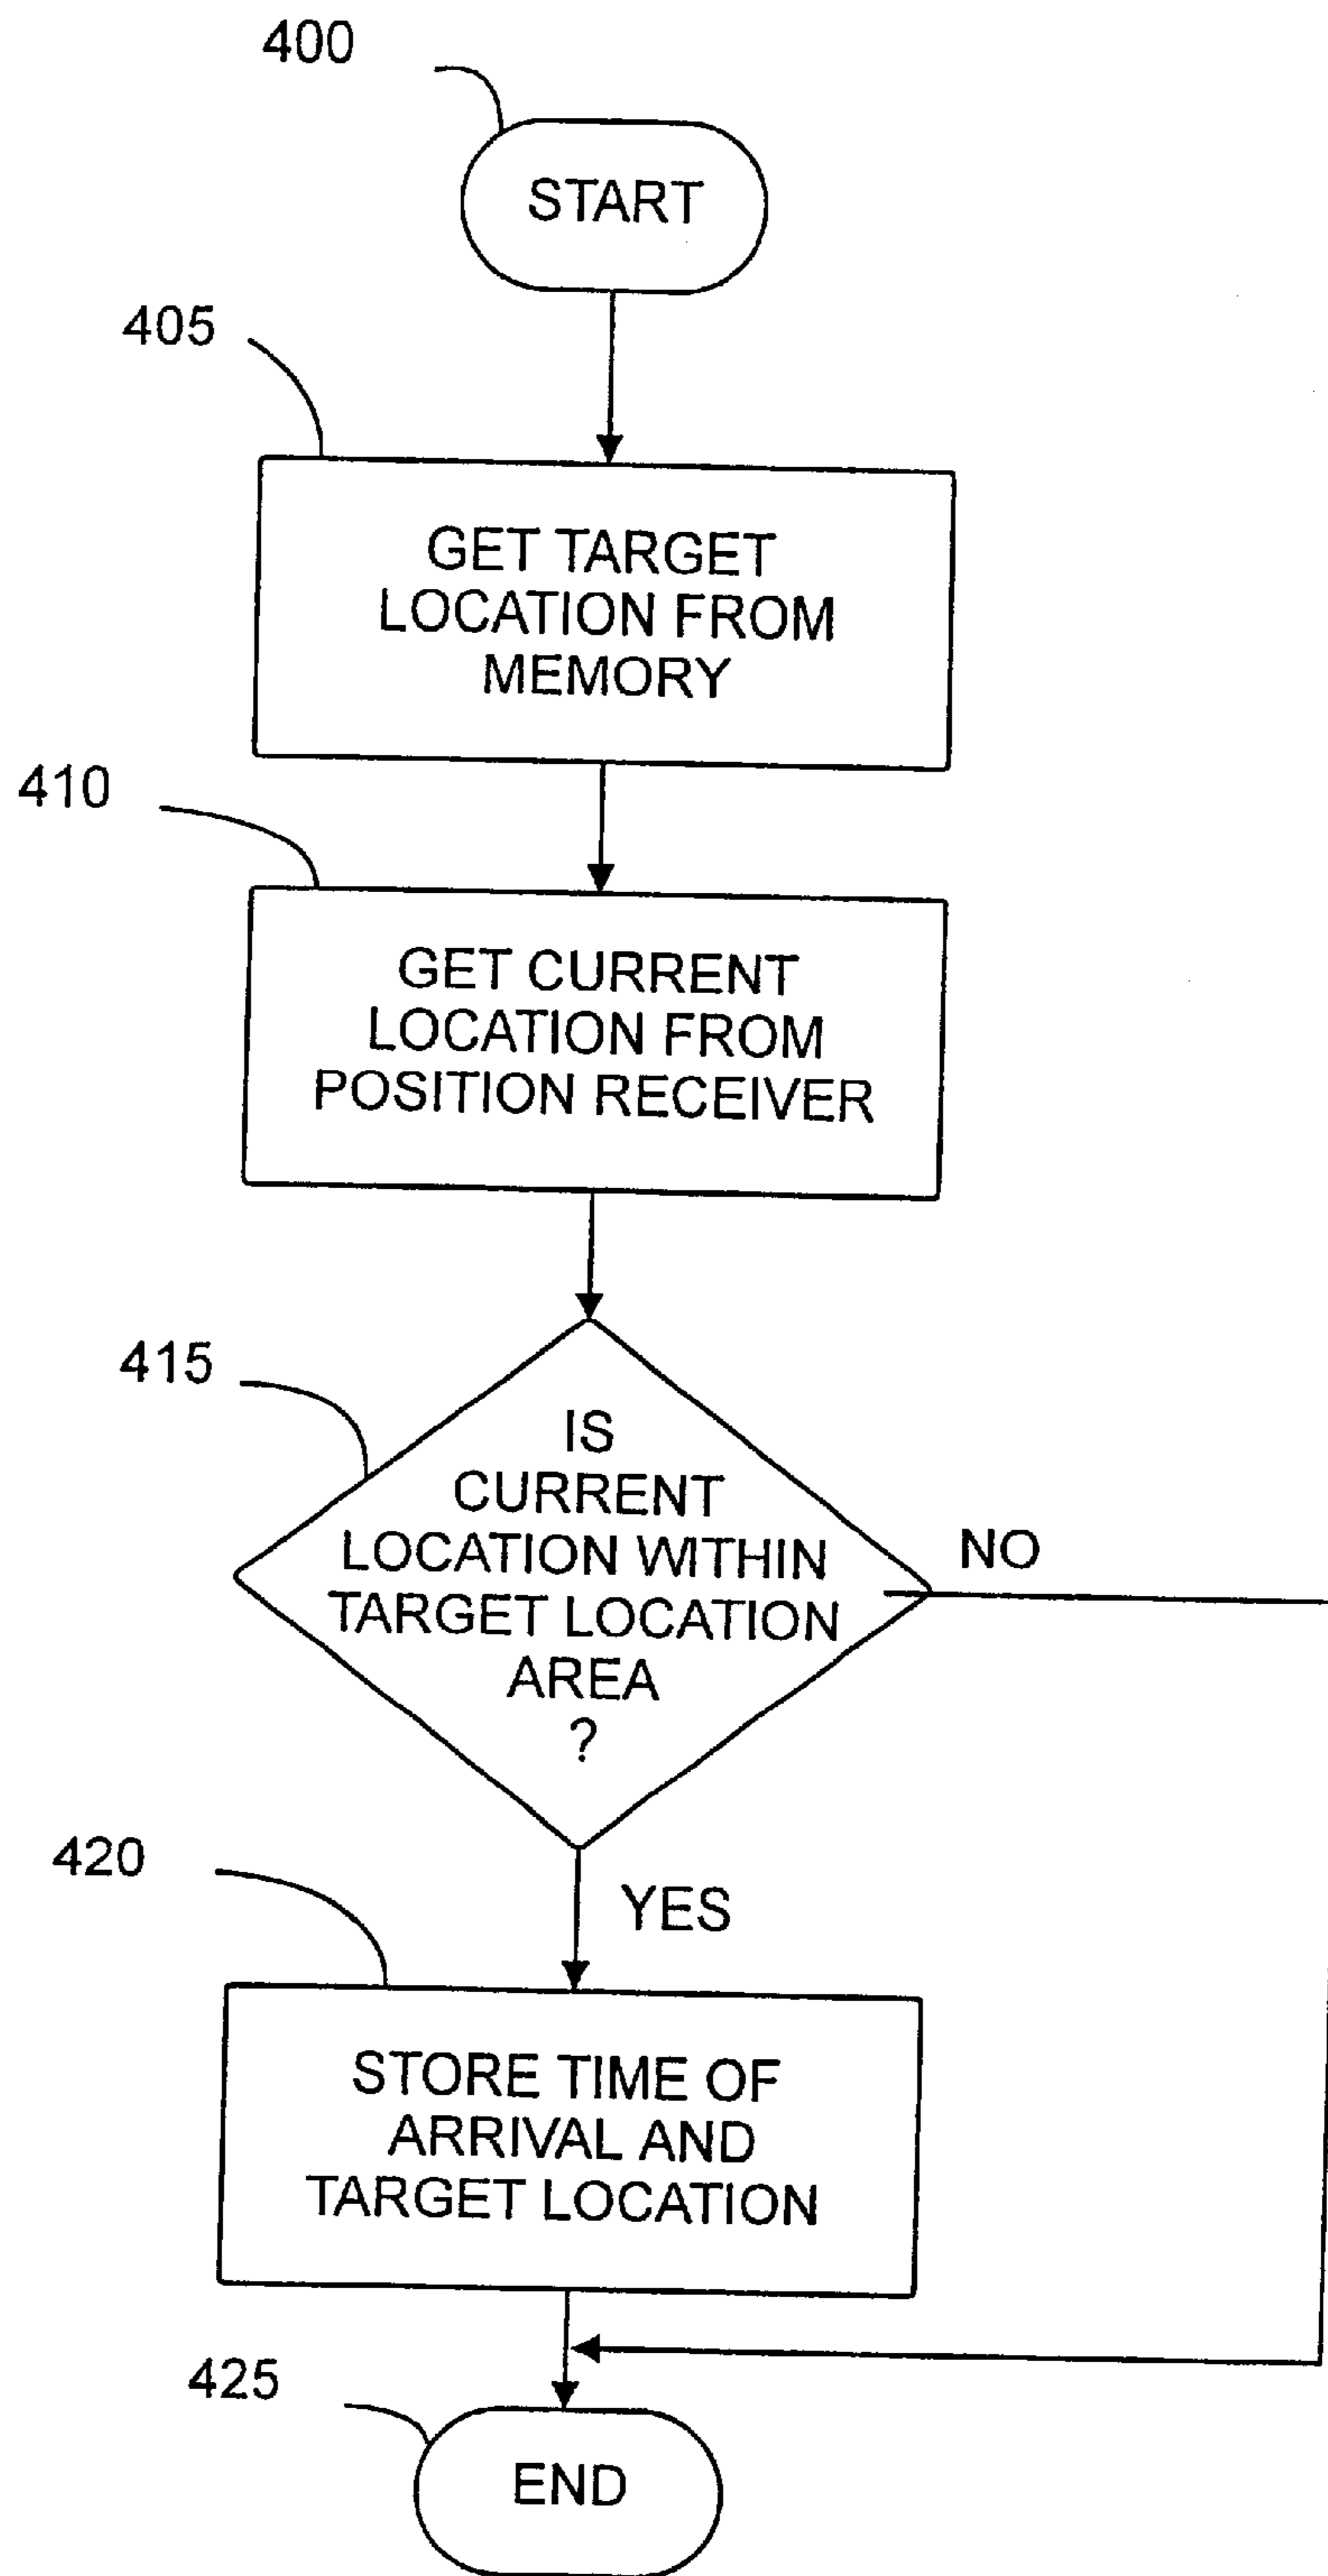 400
START
405
GET TARGET
LOCATION FROM
MEMORY
410
GET CURRENT
LOCATION FROM
POSITION RECEIVER
415
IS
CURRENT
LOCATION WITHIN
TARGET LOCATION
AREA
?
NO
420
YES
STORE TIME OF
ARRIVAL AND
TARGET LOCATION
425
END